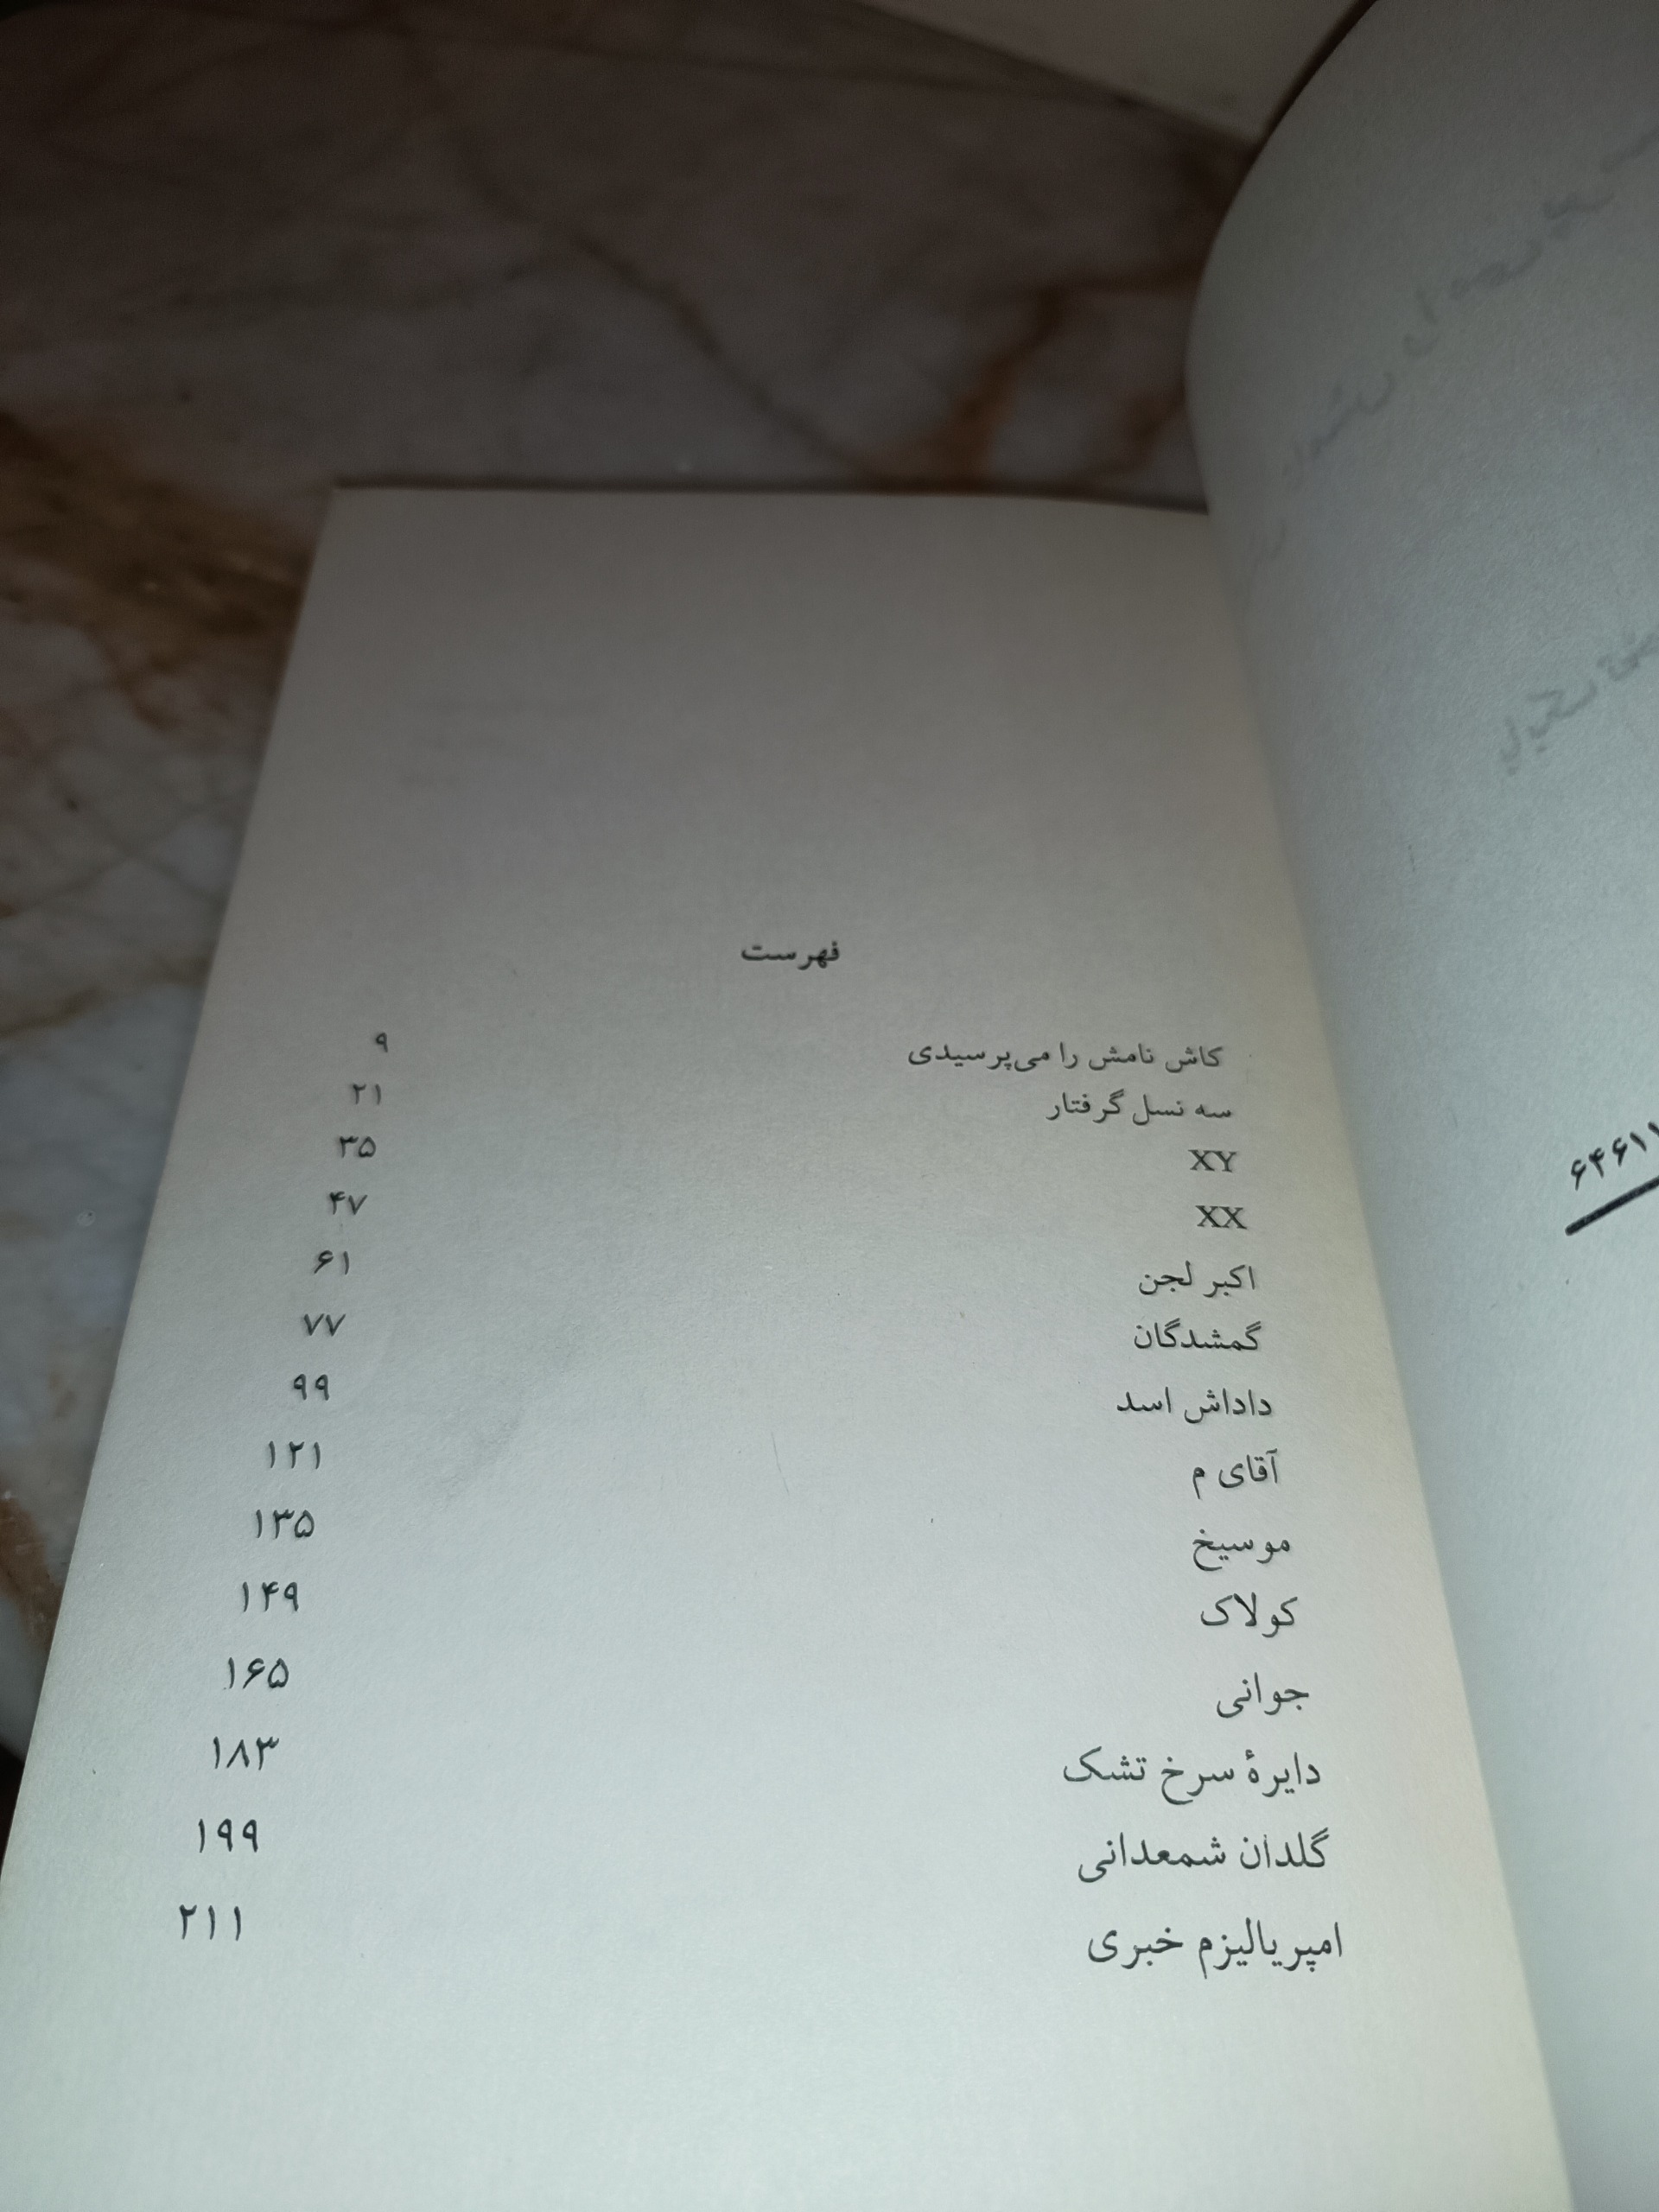 فهرست
کاش نامش را می‌پرسیدی ۹
سه نسل گرفتار ۲۱
XY ۳۵
XX ۴۷
اکبر لجن ۶۱
گمشدگان ۷۷
داداش اسد ۹۹
آقای م ۱۲۱
موسیخ ۱۳۵
کولاک ۱۴۹
جوانی ۱۶۵
دایرهٔ سرخ تشک ۱۸۳
گلدان شمعدانی ۱۹۹
امپریالیزم خبری ۲۱۱